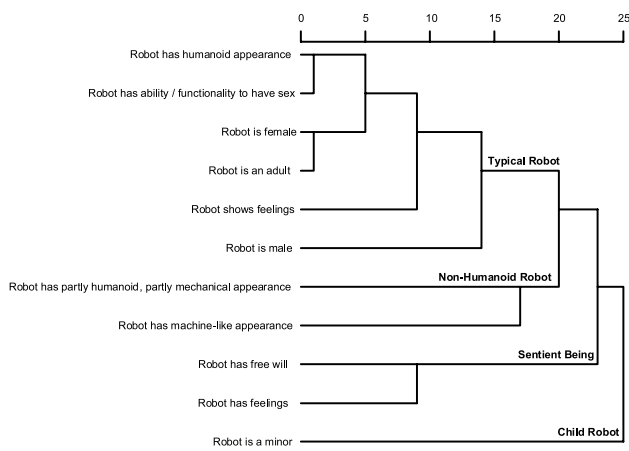 0 5 10 15 20 25
Robot has humanoid appearance
Robot has ability / functionality to have sex
Robot is female
Robot is an adult
Typical Robot
Robot shows feelings
Robot is male
Non-Humanoid Robot
Robot has partly humanoid, partly mechanical appearance
Robot has machine-like appearance
Sentient Being
Robot has free will
Robot has feelings
Child Robot
Robot is a minor